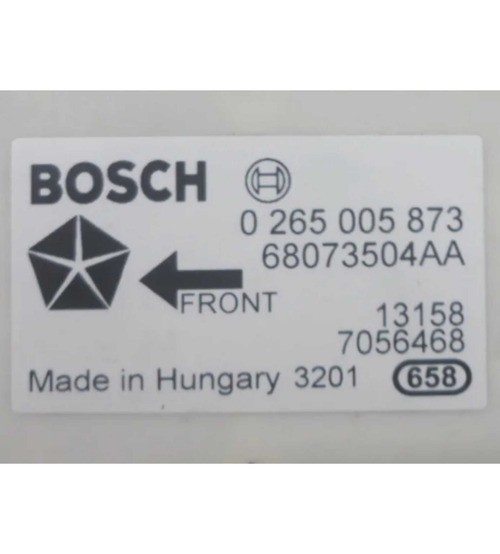 BOSCH
0 265 005 873
68073504AA
FRONT
13158
7056468
Made in Hungary 3201 658